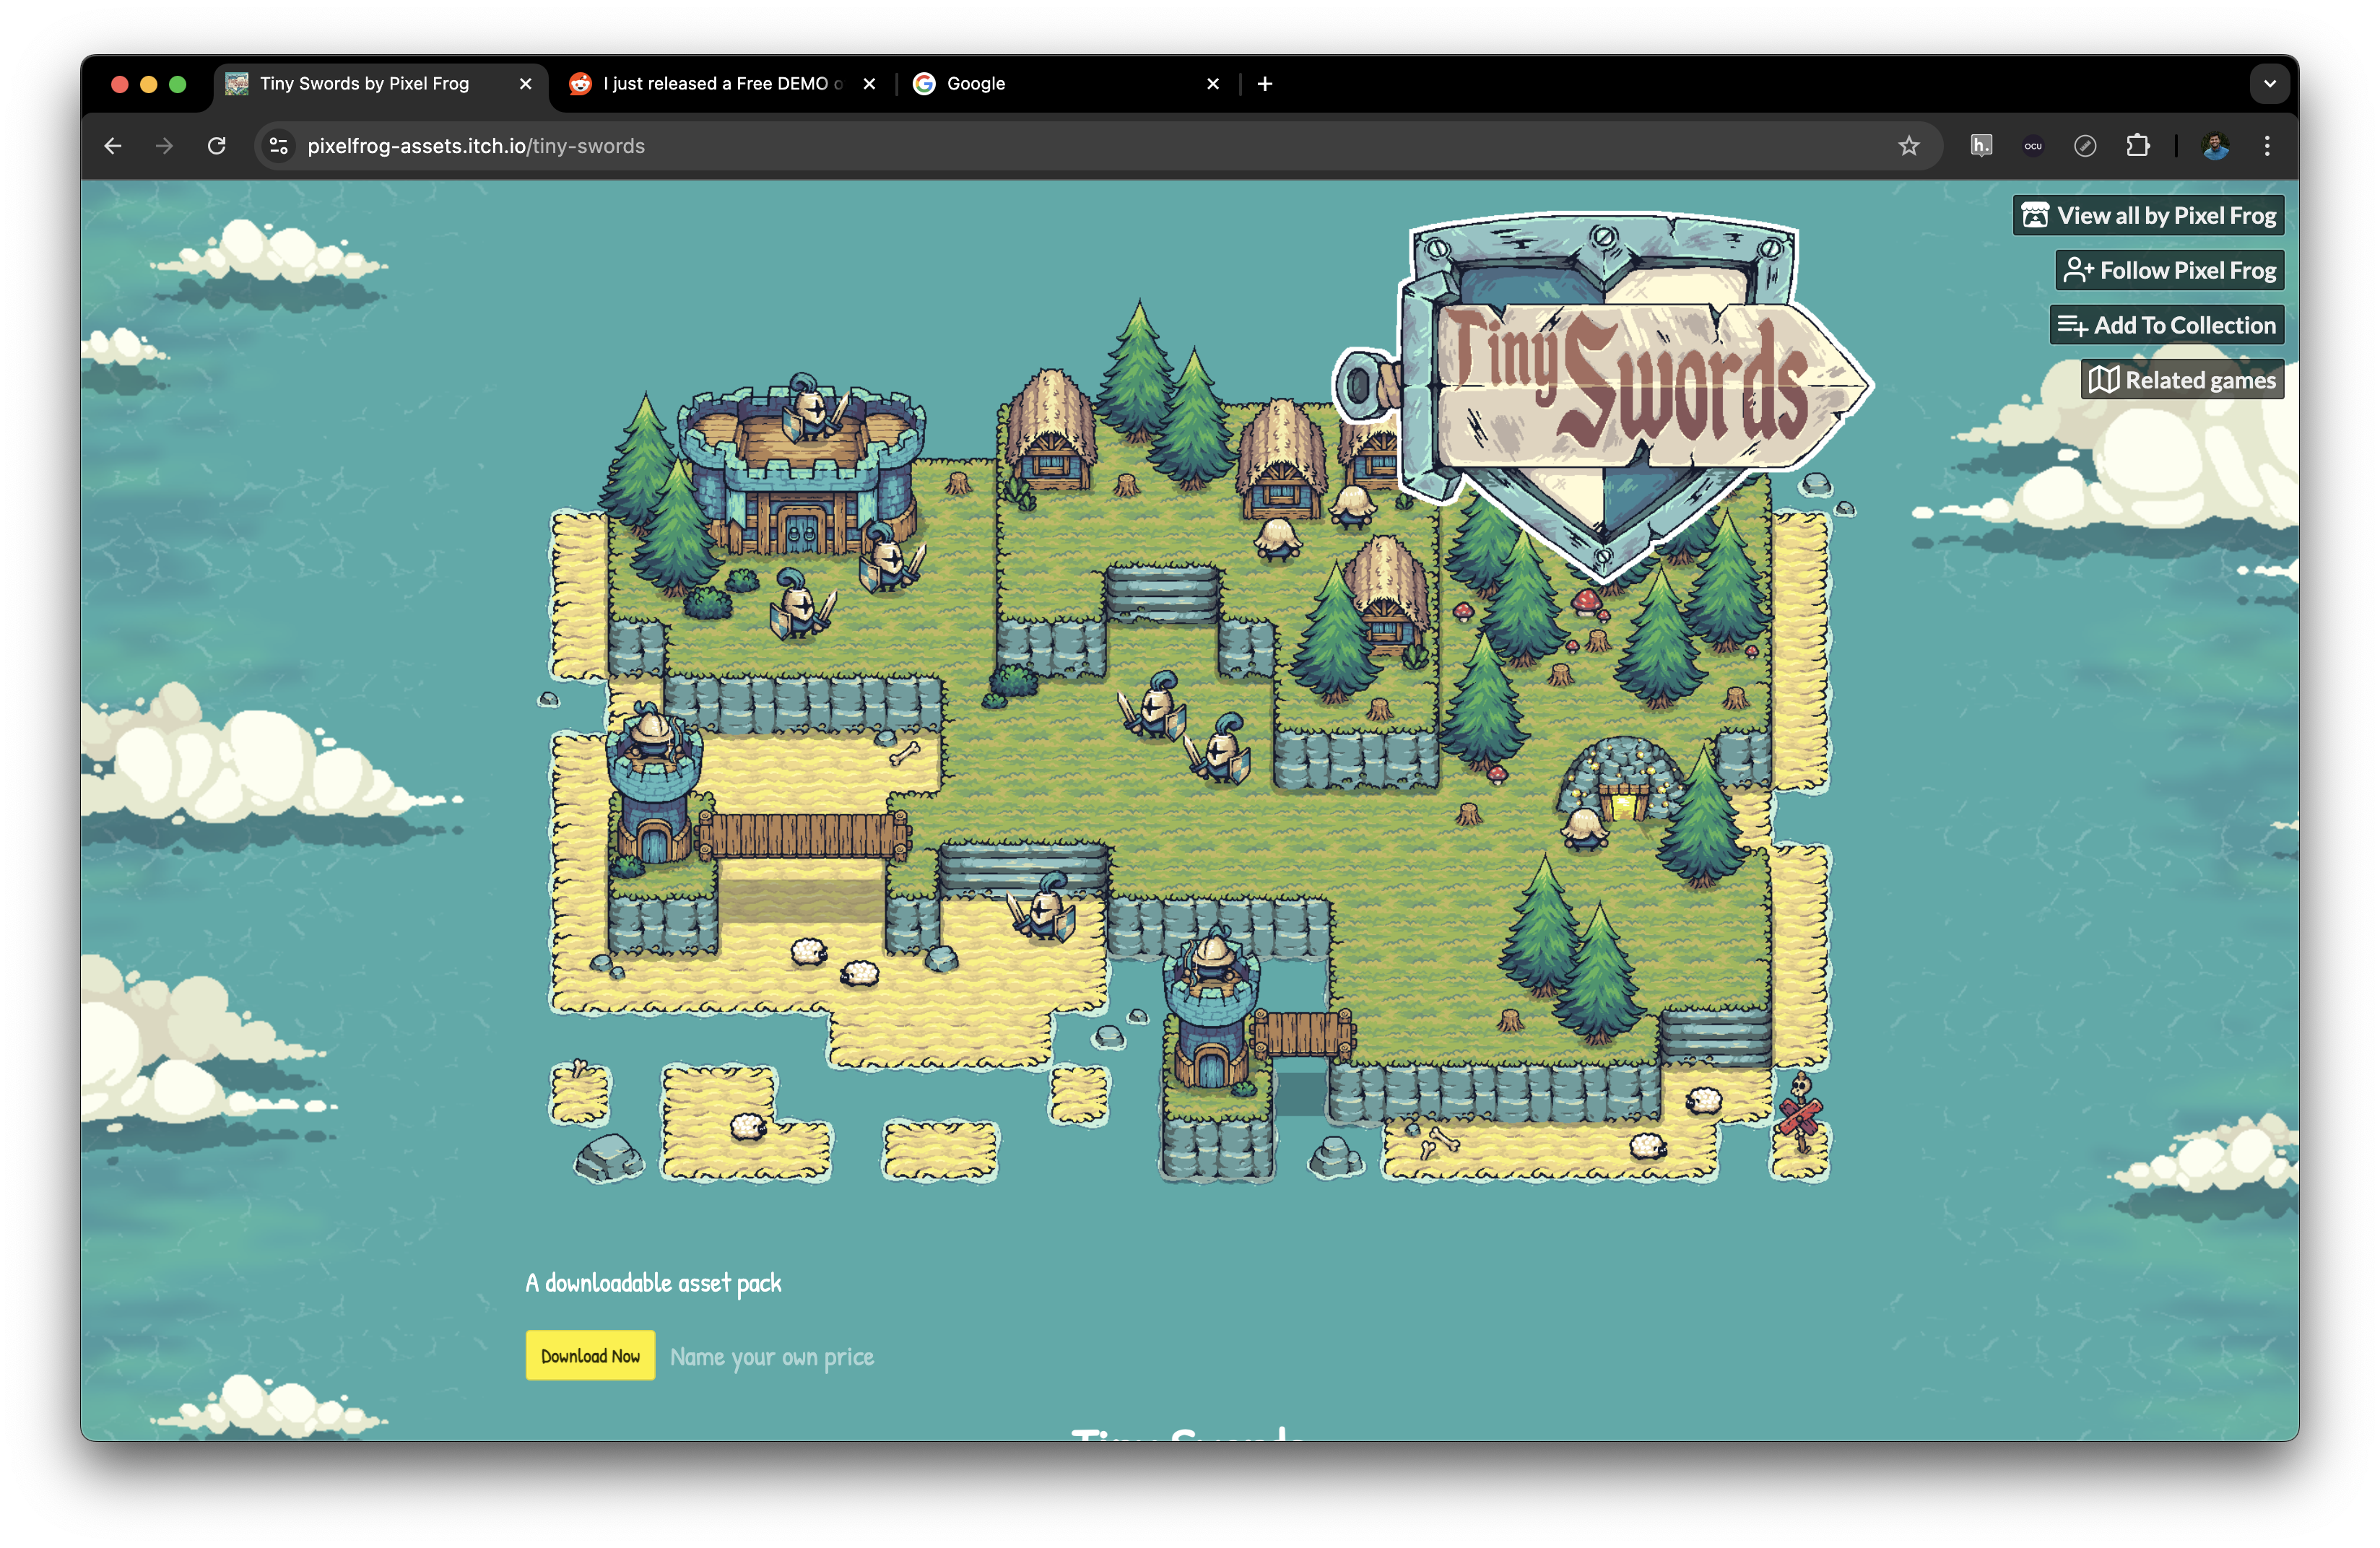 Tiny Swords by Pixel Frog
I just released a Free DEMO o
Google
pixelfrog-assets.itch.io/tiny-swords
h.
OCU
View all by Pixel Frog
Follow Pixel Frog
Add To Collection
Related games
Tiny Swords
A downloadable asset pack
Download Now
Name your own price
Tiny Swords